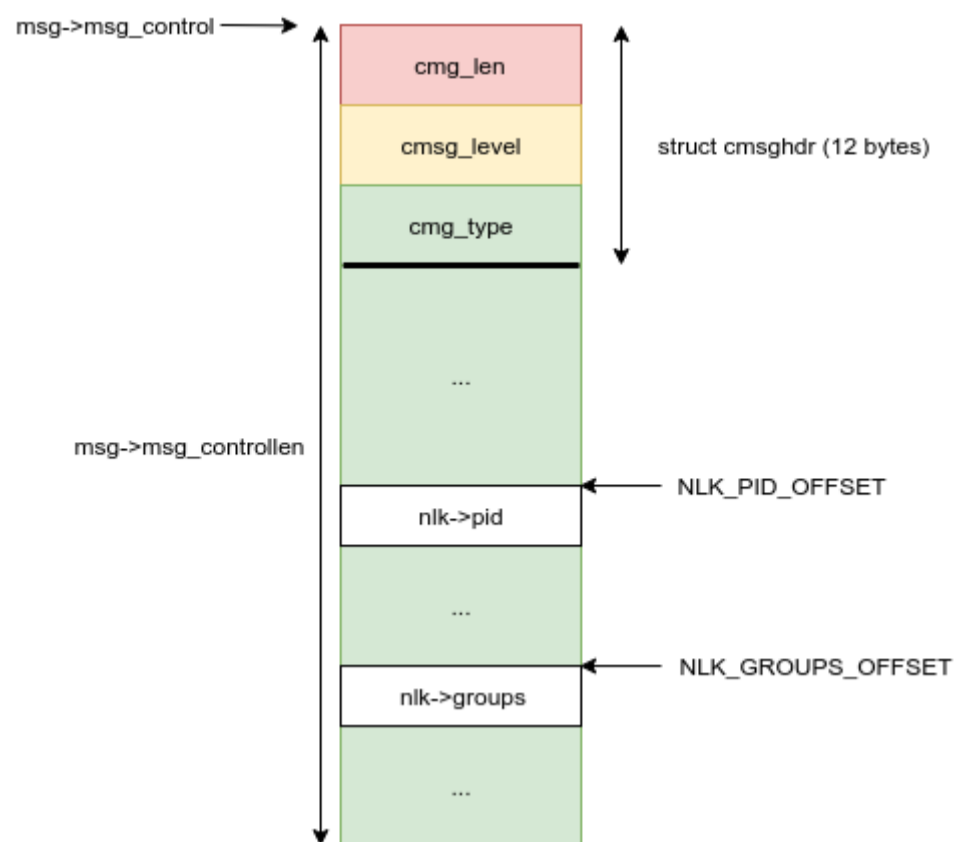 msg->msg_control
cmg_len
cmsg_level
struct cmsghdr (12 bytes)
cmg_type
...
msg->msg_controllen
NLK_PID_OFFSET
nlk->pid
...
NLK_GROUPS_OFFSET
nlk->groups
...